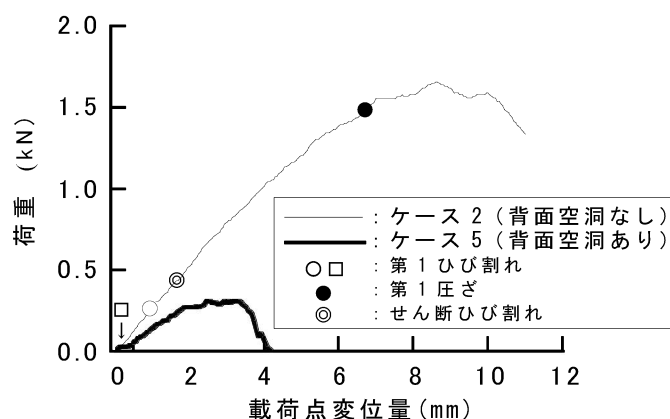 荷重 (kN)
2.0
1.5
1.0
0.5
0.0
0 2 4 6 8 10 12
載荷点変位量(mm)
：ケース2（背面空洞なし）
：ケース5（背面空洞あり）
：第1ひび割れ
：第1圧ざ
：せん断ひび割れ